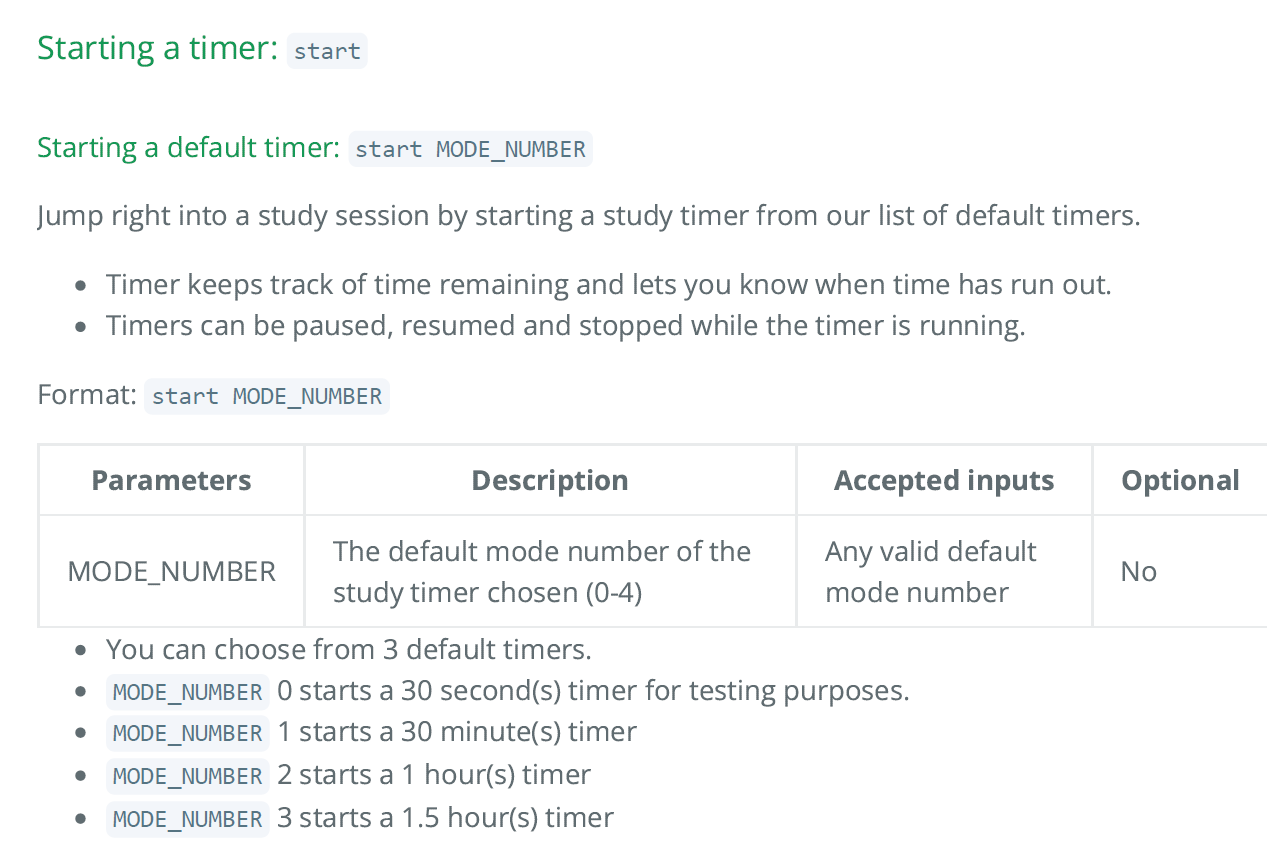 Starting a timer: start
Starting a default timer: start MODE_NUMBER
Jump right into a study session by starting a study timer from our list of default timers.
Timer keeps track of time remaining and lets you know when time has run out.
Timers can be paused, resumed and stopped while the timer is running.
Format: start MODE_NUMBER
Parameters Description Accepted inputs Optional
MODE_NUMBER The default mode number of the study timer chosen (0-4) Any valid default mode number No
You can choose from 3 default timers.
MODE_NUMBER 0 starts a 30 second(s) timer for testing purposes.
MODE_NUMBER 1 starts a 30 minute(s) timer
MODE_NUMBER 2 starts a 1 hour(s) timer
MODE_NUMBER 3 starts a 1.5 hour(s) timer